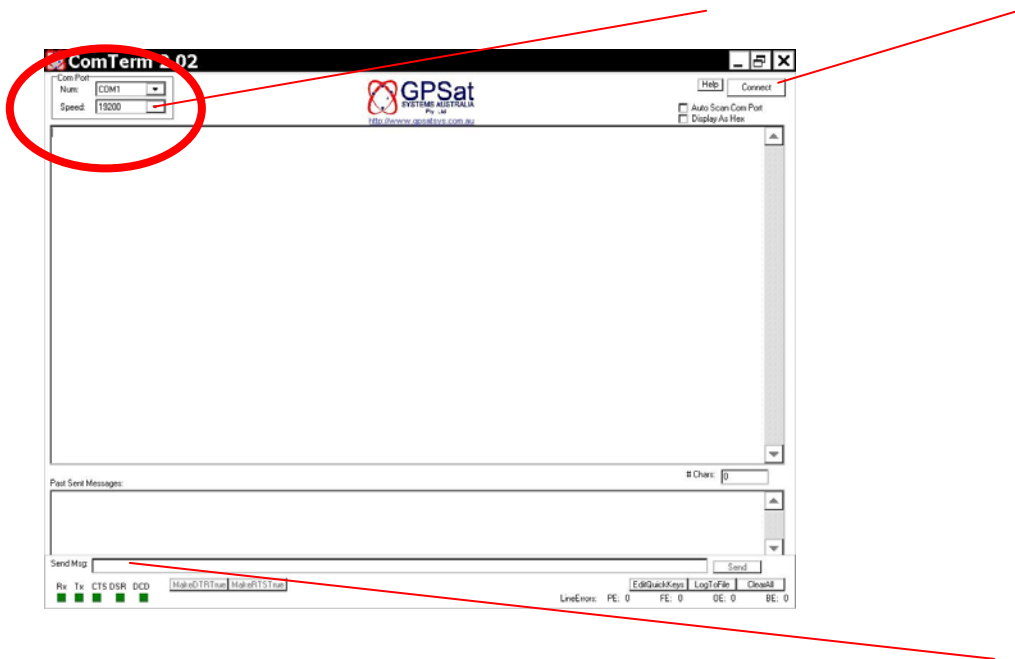 ComTerm 2.02
Com Port
Num: COM1
Speed: 19200
GPSat
SYSTEMS AUSTRALIA
Pty Ltd
http://www.gpsatsys.com.au
Help Connect
Auto Scan Com Port
Display As Hex
# Chars: 0
Past Sent Messages:
Send Msg: Send
Rx Tx CTS DSR DCD MakeDTRTrue MakeRTSTrue EditQuickKeys LogToFile ClearAll
LineErrors: PE: 0 FE: 0 OE: 0 BE: 0